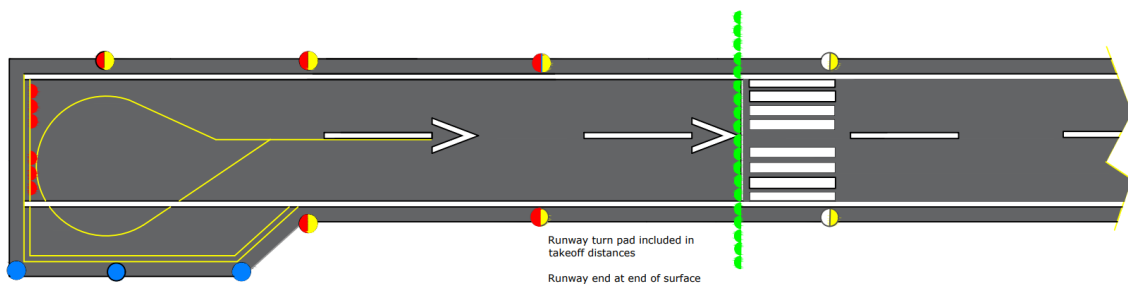 Runway turn pad included in
takeoff distances
Runway end at end of surface